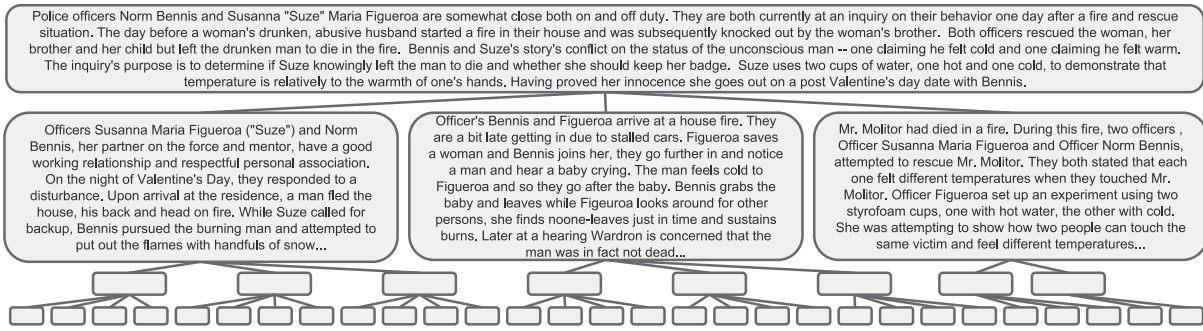 Police officers Norm Bennis and Susanna "Suze" Maria Figueroa are somewhat close both on and off duty. They are both currently at an inquiry on their behavior one day after a fire and rescue
situation. The day before a woman's drunken, abusive husband started a fire in their house and was subsequently knocked out by the woman's brother. Both officers rescued the woman, her
brother and her child but left the drunken man to die in the fire. Bennis and Suze's story's conflict on the status of the unconscious man -- one claiming he felt cold and one claiming he felt warm.
The inquiry's purpose is to determine if Suze knowingly left the man to die and whether she should keep her badge. Suze uses two cups of water, one hot and one cold, to demonstrate that
temperature is relatively to the warmth of one's hands. Having proved her innocence she goes out on a post Valentine's day date with Bennis.
Officers Susanna Maria Figueroa ("Suze") and Norm
Bennis, her partner on the force and mentor, have a good
working relationship and respectful personal association.
On the night of Valentine's Day, they responded to a
disturbance. Upon arrival at the residence, a man fled the
house, his back and head on fire. While Suze called for
backup, Bennis pursued the burning man and attempted to
put out the flames with handfuls of snow...
Officer's Bennis and Figueroa arrive at a house fire. They
are a bit late getting in due to stalled cars. Figueroa saves
a woman and Bennis joins her, they go further in and notice
a man and hear a baby crying. The man feels cold to
Figueroa and so they go after the baby. Bennis grabs the
baby and leaves while Figeuroa looks around for other
persons, she finds noone-leaves just in time and sustains
burns. Later at a hearing Wardron is concerned that the
man was in fact not dead...
Mr. Molitor had died in a fire. During this fire, two officers ,
Officer Susanna Maria Figueroa and Officer Norm Bennis,
attempted to rescue Mr. Molitor. They both stated that each
one felt different temperatures when they touched Mr.
Molitor. Officer Figueroa set up an experiment using two
styrofoam cups, one with hot water, the other with cold.
She was attempting to show how two people can touch the
same victim and feel different temperatures...